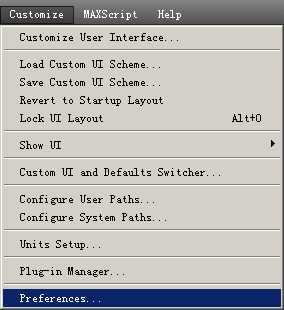 Customize MAXScript Help
Customize User Interface...
Load Custom UI Scheme...
Save Custom UI Scheme...
Revert to Startup Layout
Lock UI Layout Alt+0
Show UI
Custom UI and Defaults Switcher...
Configure User Paths...
Configure System Paths...
Units Setup...
Plug-in Manager...
Preferences...